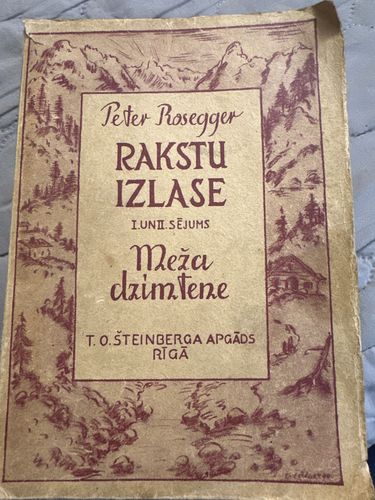 Peter Rosegger
RAKSTU
IZLASE
I. UN II. SĒJUMS
Meža
dzimtene
T. O. ŠTEINBERGA APGĀDS
RĪGĀ